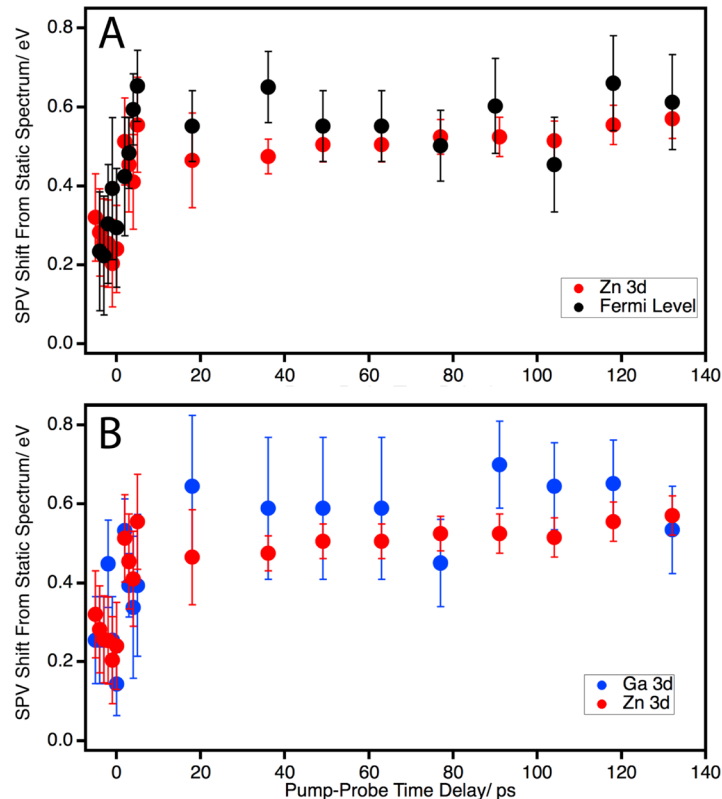 A
SPV Shift From Static Spectrum/ eV
0.8
0.6
0.4
0.2
0.0
Zn 3d
Fermi Level
0 20 40 60 80 100 120 140
B
SPV Shift From Static Spectrum/ eV
0.8
0.6
0.4
0.2
0.0
Ga 3d
Zn 3d
0 20 40 60 80 100 120 140
Pump-Probe Time Delay/ ps